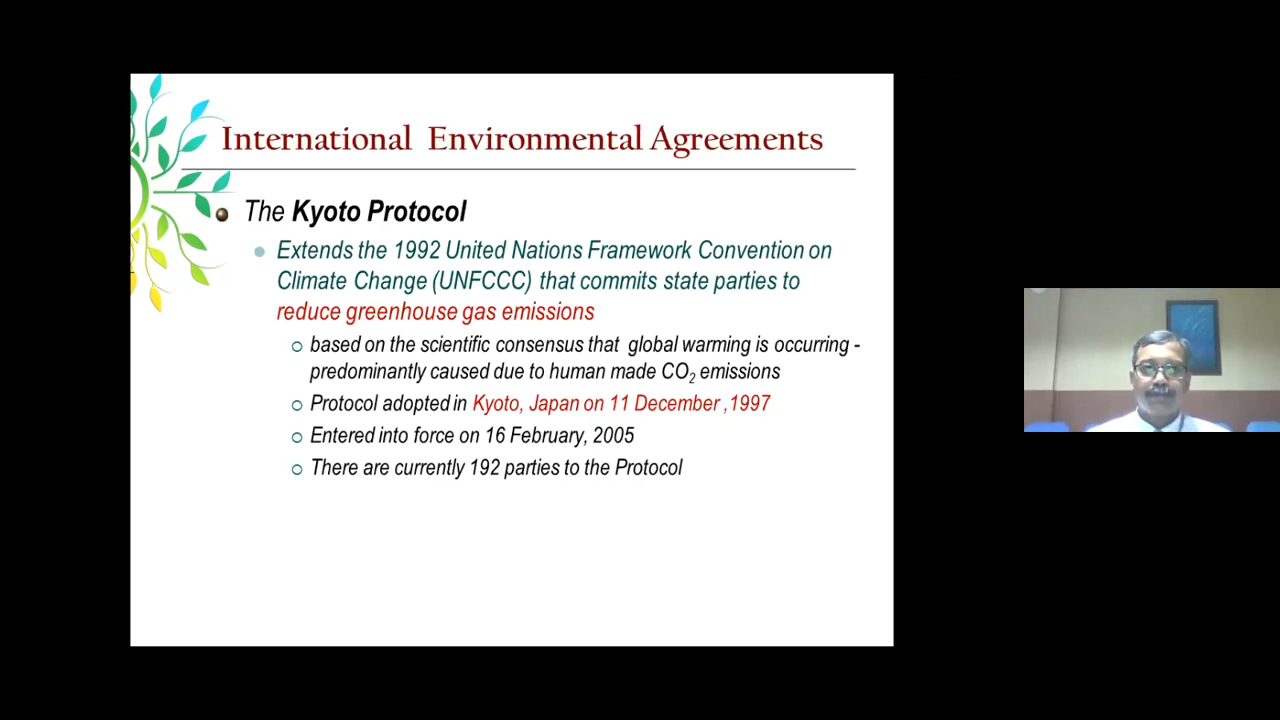 International Environmental Agreements
The Kyoto Protocol
Extends the 1992 United Nations Framework Convention on
Climate Change (UNFCCC) that commits state parties to
reduce greenhouse gas emissions
based on the scientific consensus that global warming is occurring -
predominantly caused due to human made CO₂ emissions
Protocol adopted in Kyoto, Japan on 11 December ,1997
Entered into force on 16 February, 2005
There are currently 192 parties to the Protocol